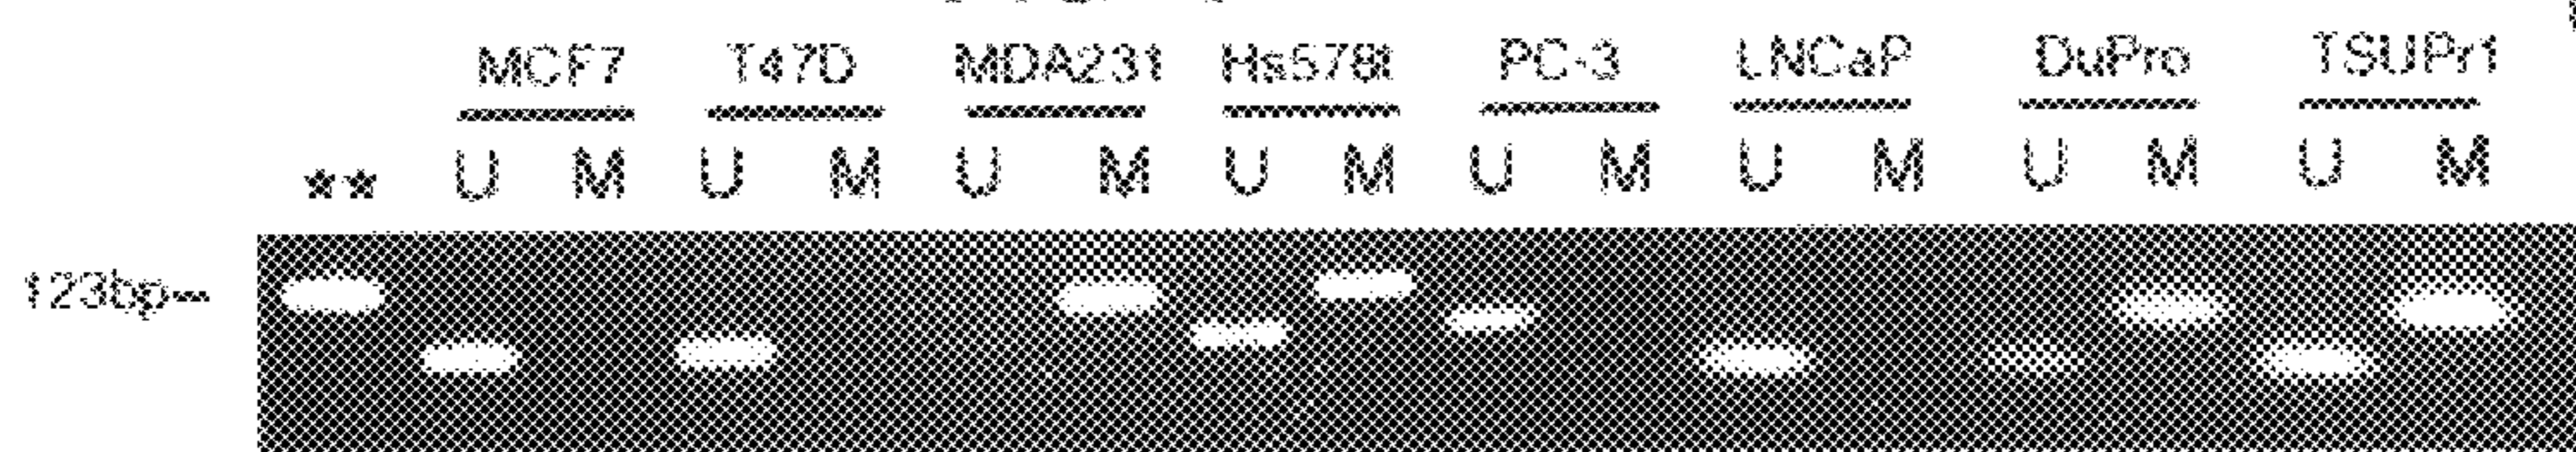 MCF7 T47D MDA231 Hs578t PC-3 LNCaP DuPro TSUPr1
** U M U M U M U M U M U M U M U M
123bp-